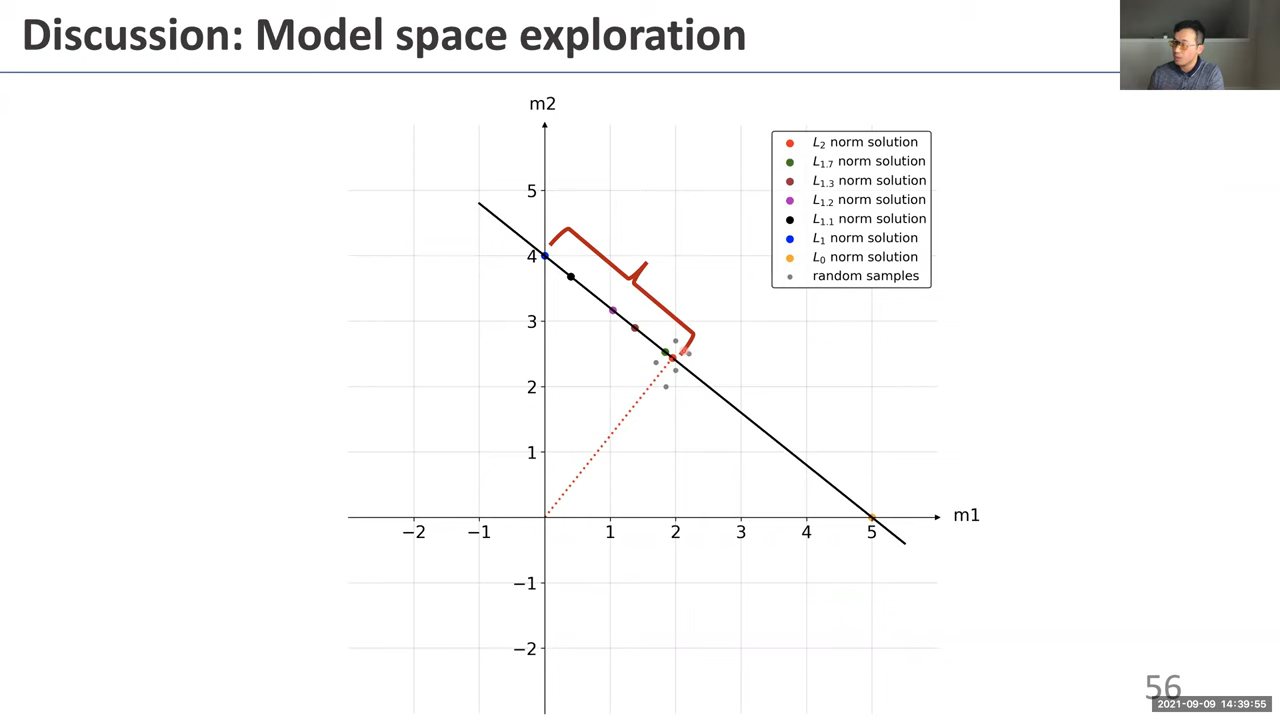 Discussion: Model space exploration
m2
L2 norm solution
L1.7 norm solution
L1.3 norm solution
L1.2 norm solution
L1.1 norm solution
L1 norm solution
L0 norm solution
random samples
5
4
3
2
1
−1
−2
−2 −1 1 2 3 4 5
m1
56
2021-09-09 14:39:55